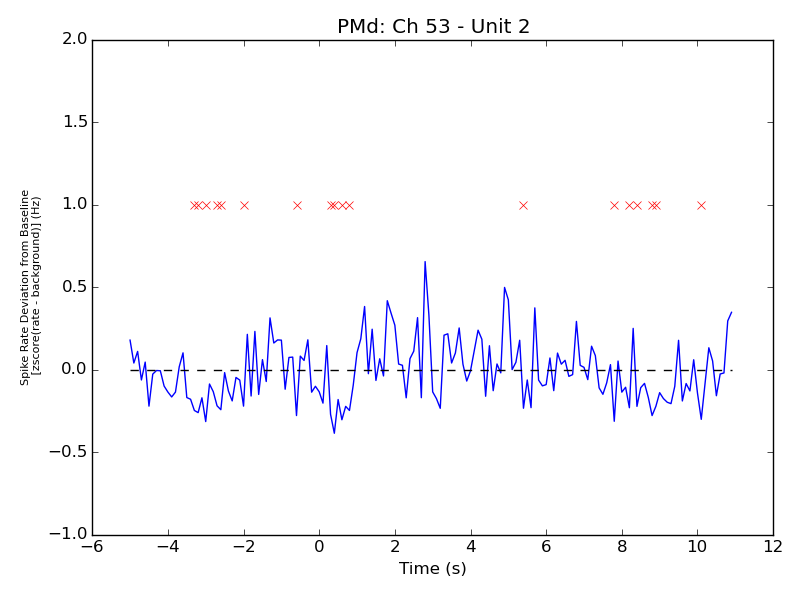 PMd: Ch 53 - Unit 2
2.0
1.5
1.0
0.5
0.0
−0.5
−1.0
Spike Rate Deviation from Baseline
[zscore(rate - background)] (Hz)
−6 −4 −2 0 2 4 6 8 10 12
Time (s)